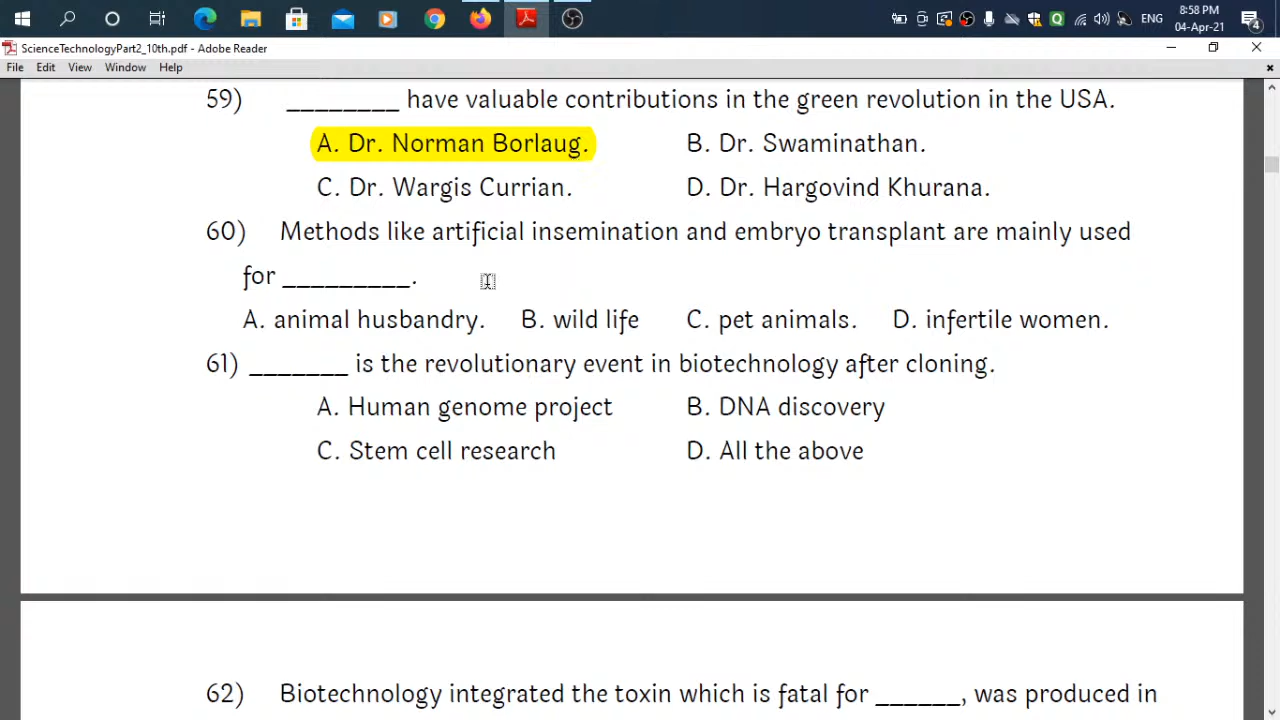 8:58 PM
ENG
04-Apr-21
4
ScienceTechnologyPart2_10th.pdf - Adobe Reader
File Edit View Window Help
59) ________ have valuable contributions in the green revolution in the USA.
A. Dr. Norman Borlaug. B. Dr. Swaminathan.
C. Dr. Wargis Currian. D. Dr. Hargovind Khurana.
60) Methods like artificial insemination and embryo transplant are mainly used
for _________.
A. animal husbandry. B. wild life C. pet animals. D. infertile women.
61) _______ is the revolutionary event in biotechnology after cloning.
A. Human genome project B. DNA discovery
C. Stem cell research D. All the above
62) Biotechnology integrated the toxin which is fatal for ______, was produced in